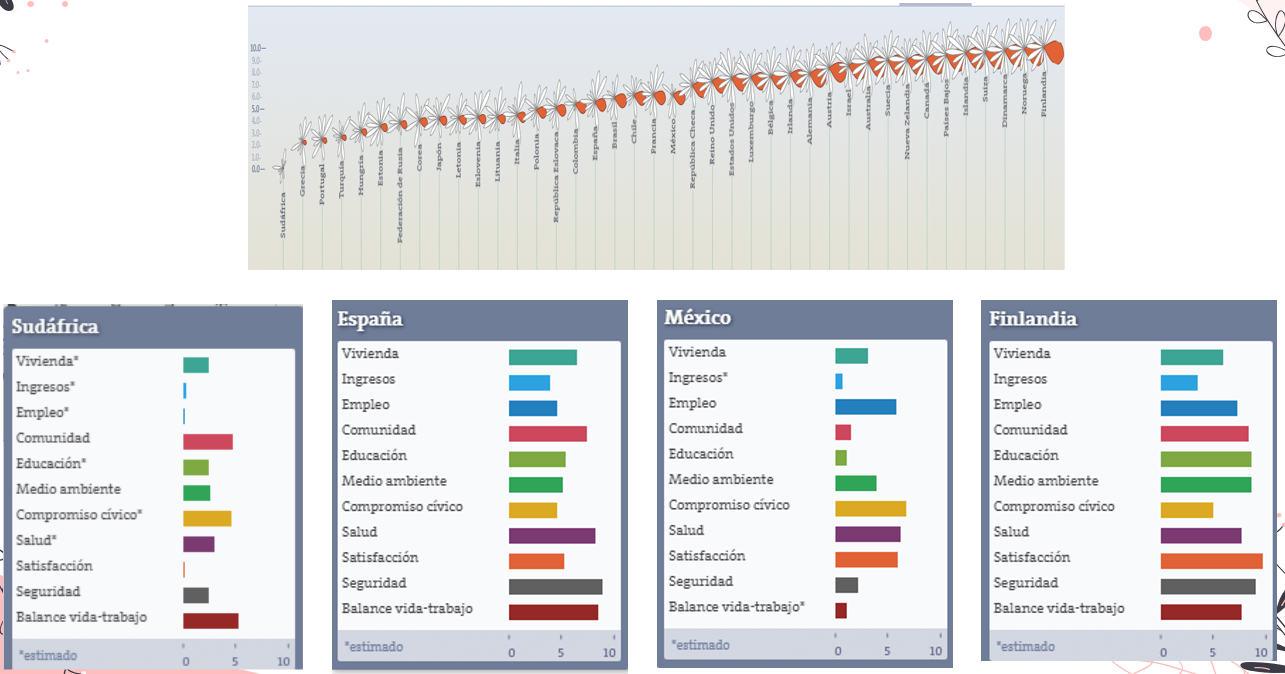 10.0
9.0
8.0
7.0
6.0
5.0
4.0
3.0
2.0
10.
0.0
Sudáfrica
Grecia
Portugal
Turquía
Hungría
Estonia
Federación de Rusia
Corea
Japón
Letonia
Eslovenia
Lituania
Italia
Polonia
República Eslovaca
Colombia
España
Brasil
Chile
Francia
México
República Checa
Reino Unido
Estados Unidos
Luxemburgo
Bélgica
Irlanda
Alemania
Austria
Israel
Australia
Suecia
Nueva Zelandia
Canadá
Países Bajos
Islandia
Suiza
Dinamarca
Noruega
Finlandia
Sudáfrica
Vivienda*
Ingresos*
Empleo*
Comunidad
Educación*
Medio ambiente
Compromiso cívico*
Salud*
Satisfacción
Seguridad
Balance vida-trabajo
*estimado
0 5 10
España
Vivienda
Ingresos
Empleo
Comunidad
Educación
Medio ambiente
Compromiso cívico
Salud
Satisfacción
Seguridad
Balance vida-trabajo
*estimado
0 5 10
México
Vivienda
Ingresos*
Empleo
Comunidad
Educación
Medio ambiente
Compromiso cívico
Salud
Satisfacción
Seguridad
Balance vida-trabajo*
*estimado
0 5 10
Finlandia
Vivienda
Ingresos
Empleo
Comunidad
Educación
Medio ambiente
Compromiso cívico
Salud
Satisfacción
Seguridad
Balance vida-trabajo
*estimado
0 5 10